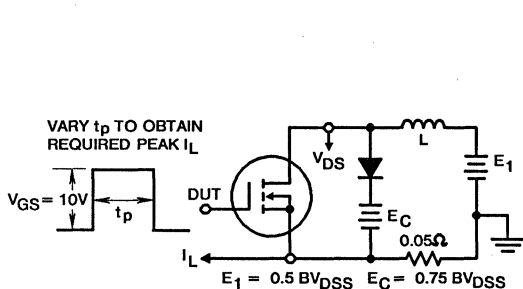 VARY tp TO OBTAIN
REQUIRED PEAK IL
VGS = 10V
tp
DUT
VDS
L
E1
EC
0.05Ω
IL
E1 = 0.5 BVDSS EC = 0.75 BVDSS